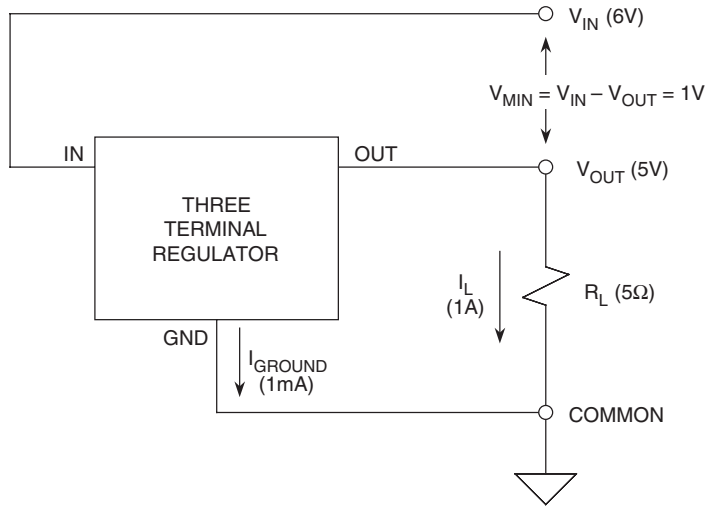 V_IN (6V)
V_MIN = V_IN – V_OUT = 1V
IN
OUT
V_OUT (5V)
THREE
TERMINAL
REGULATOR
I_L
(1A)
R_L (5Ω)
GND
I_GROUND
(1mA)
COMMON